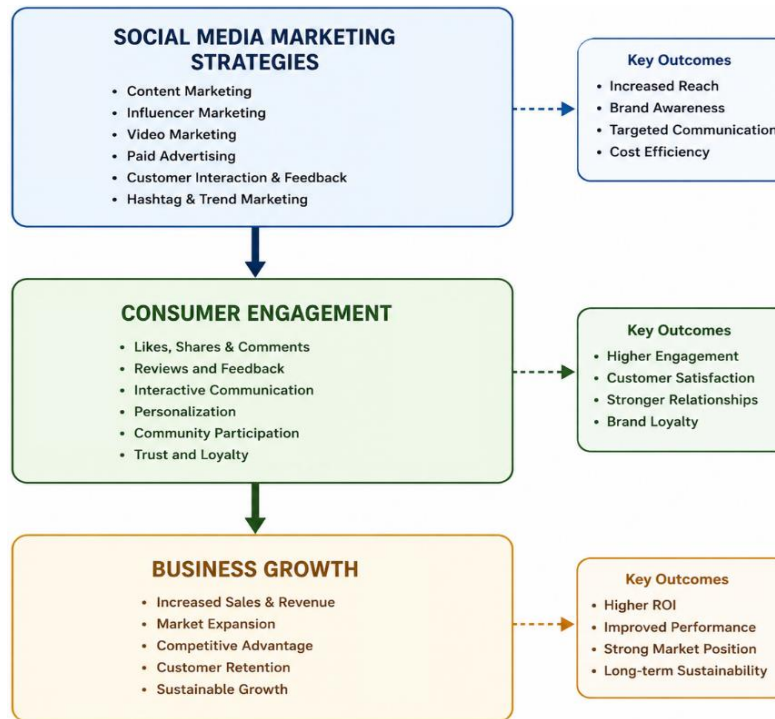 SOCIAL MEDIA MARKETING
STRATEGIES
• Content Marketing
• Influencer Marketing
• Video Marketing
• Paid Advertising
• Customer Interaction & Feedback
• Hashtag & Trend Marketing
Key Outcomes
• Increased Reach
• Brand Awareness
• Targeted Communication
• Cost Efficiency
CONSUMER ENGAGEMENT
• Likes, Shares & Comments
• Reviews and Feedback
• Interactive Communication
• Personalization
• Community Participation
• Trust and Loyalty
Key Outcomes
• Higher Engagement
• Customer Satisfaction
• Stronger Relationships
• Brand Loyalty
BUSINESS GROWTH
• Increased Sales & Revenue
• Market Expansion
• Competitive Advantage
• Customer Retention
• Sustainable Growth
Key Outcomes
• Higher ROI
• Improved Performance
• Strong Market Position
• Long-term Sustainability